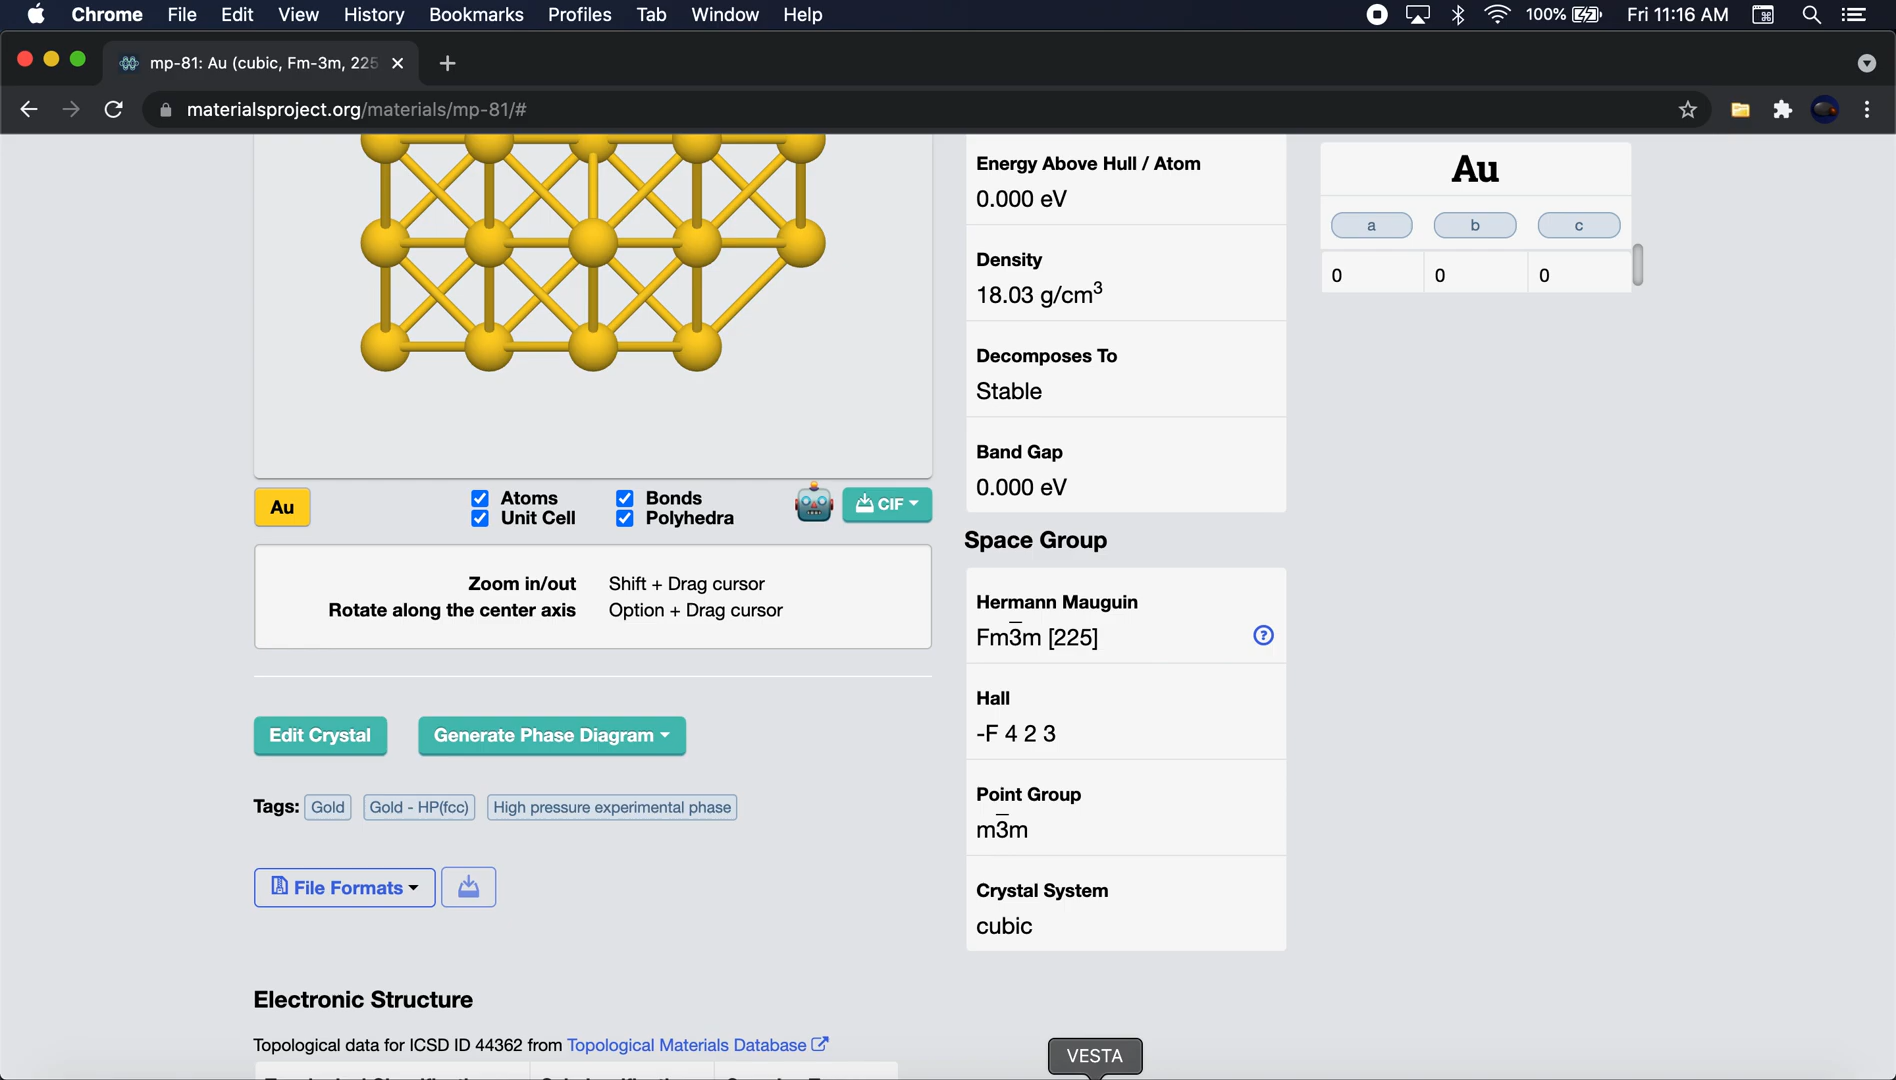 Chrome File Edit View History Bookmarks Profiles Tab Window Help
100% Fri 11:16 AM
mp-81: Au (cubic, Fm-3m, 225
materialsproject.org/materials/mp-81/#
Energy Above Hull / Atom
0.000 eV
Density
18.03 g/cm³
Decomposes To
Stable
Band Gap
0.000 eV
Au
a b c
0 0 0
Au
Atoms
Unit Cell
Bonds
Polyhedra
CIF
Zoom in/out Shift + Drag cursor
Rotate along the center axis Option + Drag cursor
Space Group
Hermann Mauguin
Fm3̅m [225]
?
Hall
-F 4 2 3
Point Group
m3̅m
Crystal System
cubic
Edit Crystal Generate Phase Diagram
Tags: Gold Gold - HP(fcc) High pressure experimental phase
File Formats
Electronic Structure
Topological data for ICSD ID 44362 from Topological Materials Database
VESTA